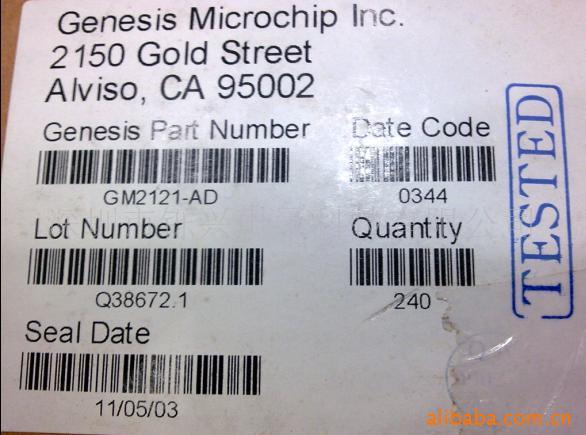 Genesis Microchip Inc.
2150 Gold Street
Alviso, CA 95002
Genesis Part Number
GM2121-AD
Date Code
0344
Lot Number
Q38672.1
Quantity
240
Seal Date
11/05/03
TESTED
alibaba.com.cn